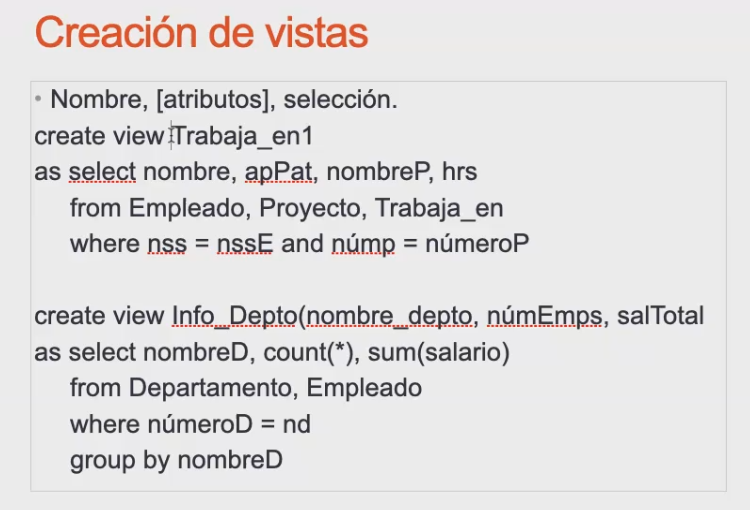 Creación de vistas
• Nombre, [atributos], selección.
create view Trabaja_en1
as select nombre, apPat, nombreP, hrs
from Empleado, Proyecto, Trabaja_en
where nss = nssE and númp = númeroP
create view Info_Depto(nombre_depto, númEmps, salTotal
as select nombreD, count(*), sum(salario)
from Departamento, Empleado
where númeroD = nd
group by nombreD